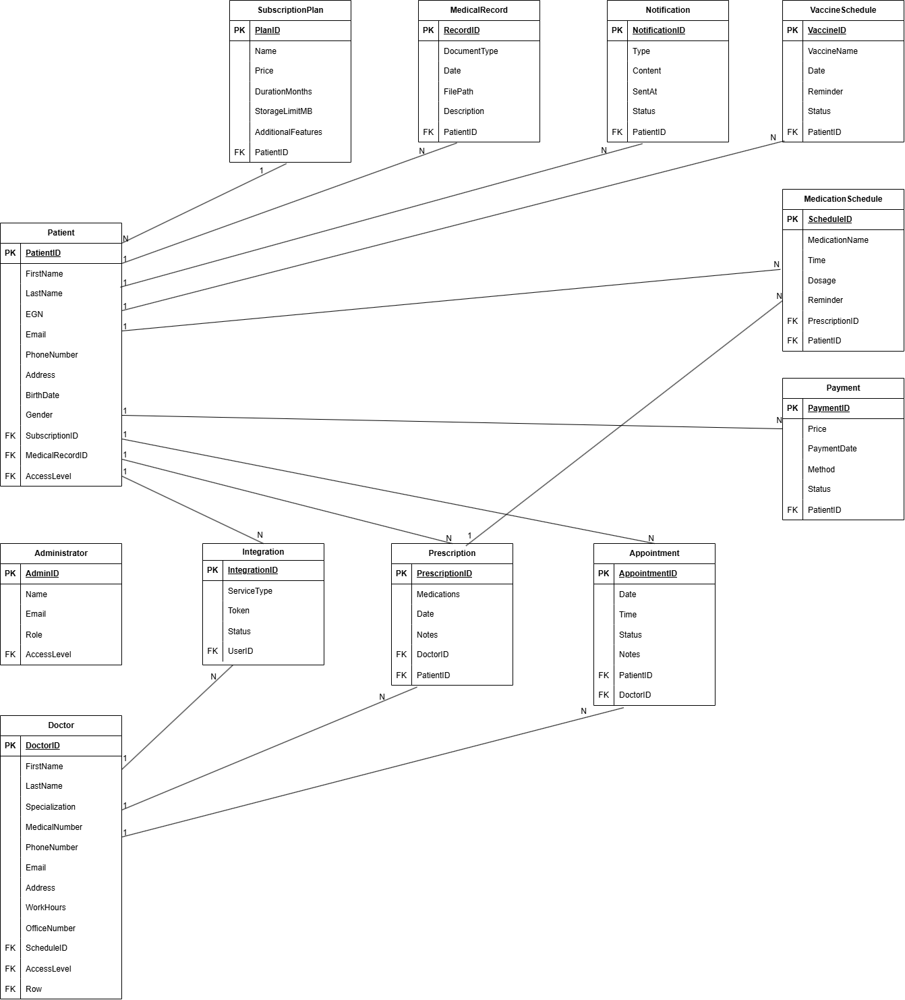 SubscriptionPlan
PK PlanID
Name
Price
DurationMonths
StorageLimitMB
AdditionalFeatures
FK PatientID
1
MedicalRecord
PK RecordID
DocumentType
Date
FilePath
Description
FK PatientID
N
Notification
PK NotificationID
Type
Content
SentAt
Status
FK PatientID
N
VaccineSchedule
PK VaccineID
VaccineName
Date
Reminder
Status
FK PatientID
N
MedicationSchedule
PK ScheduleID
MedicationName
Time
Dosage
Reminder
FK PrescriptionID
FK PatientID
N
N
Patient
PK PatientID
FirstName
LastName
EGN
Email
PhoneNumber
Address
BirthDate
Gender
FK SubscriptionID
FK MedicalRecordID
FK AccessLevel
N
1
1
1
1
1
1
1
1
Payment
PK PaymentID
Price
PaymentDate
Method
Status
FK PatientID
N
Administrator
PK AdminID
Name
Email
Role
FK AccessLevel
N
Integration
PK IntegrationID
ServiceType
Token
Status
FK UserID
N
N
1
Prescription
PK PrescriptionID
Medications
Date
Notes
FK DoctorID
FK PatientID
N
N
Appointment
PK AppointmentID
Date
Time
Status
Notes
FK PatientID
FK DoctorID
N
Doctor
PK DoctorID
FirstName
LastName
Specialization
MedicalNumber
PhoneNumber
Email
Address
WorkHours
OfficeNumber
FK ScheduleID
FK AccessLevel
FK Row
1
1
1